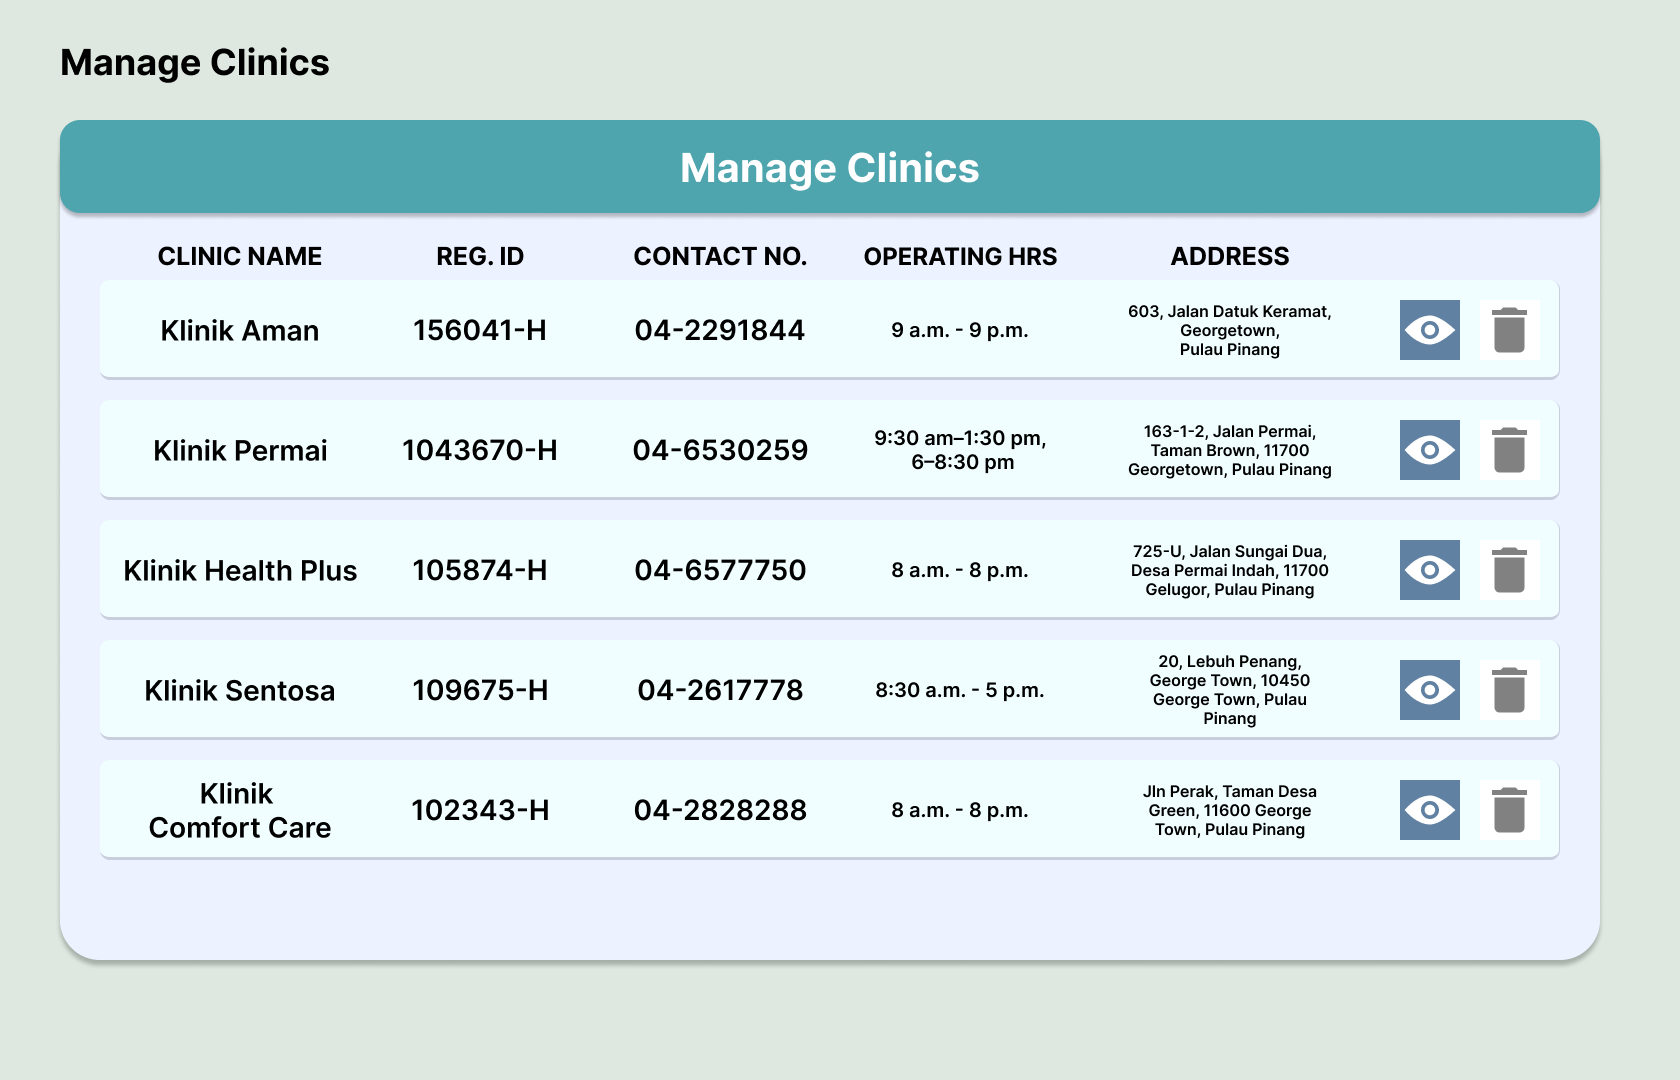 Manage Clinics
Manage Clinics
CLINIC NAME REG. ID CONTACT NO. OPERATING HRS ADDRESS
Klinik Aman 156041-H 04-2291844 9 a.m. - 9 p.m.
603, Jalan Datuk Keramat,
Georgetown,
Pulau Pinang
Klinik Permai 1043670-H 04-6530259
9:30 am–1:30 pm,
6–8:30 pm
163-1-2, Jalan Permai,
Taman Brown, 11700
Georgetown, Pulau Pinang
Klinik Health Plus 105874-H 04-6577750 8 a.m. - 8 p.m.
725-U, Jalan Sungai Dua,
Desa Permai Indah, 11700
Gelugor, Pulau Pinang
Klinik Sentosa 109675-H 04-2617778 8:30 a.m. - 5 p.m.
20, Lebuh Penang,
George Town, 10450
George Town, Pulau
Pinang
Klinik
Comfort Care
102343-H 04-2828288 8 a.m. - 8 p.m.
Jln Perak, Taman Desa
Green, 11600 George
Town, Pulau Pinang